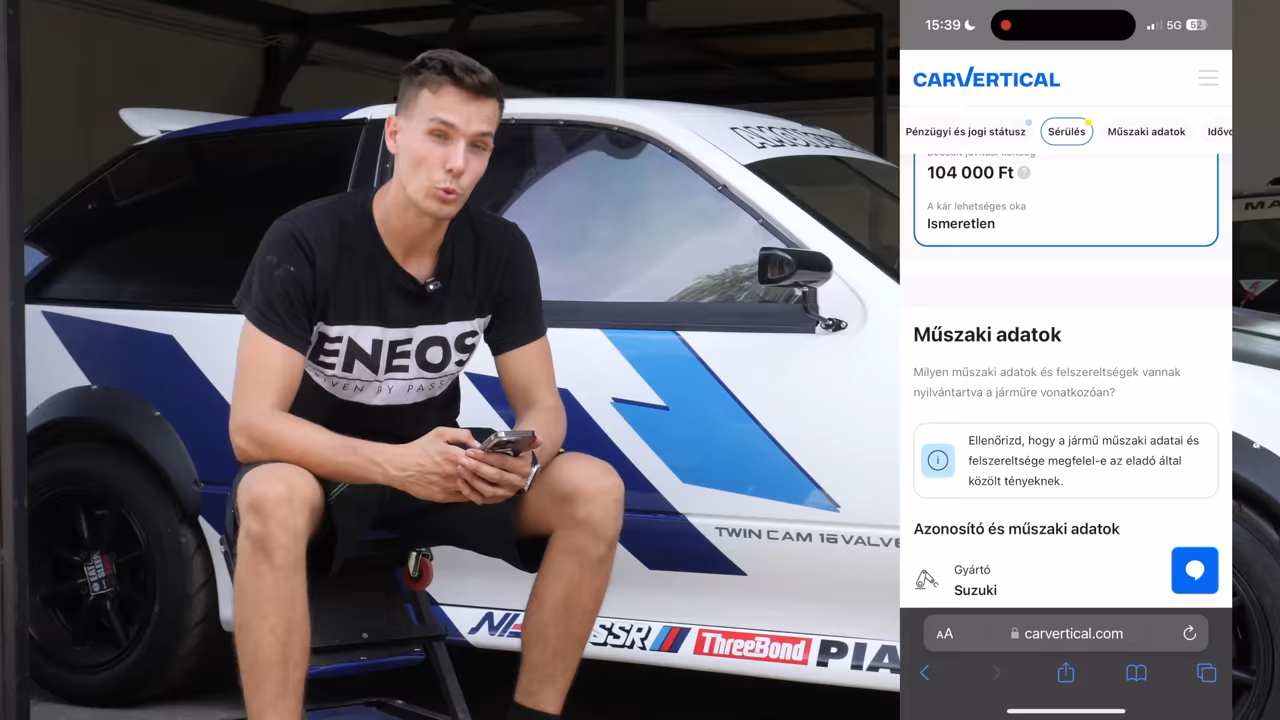 ENEOS
TWIN CAM 16 VALVE
SSR
ThreeBond
PIA
15:39
5G
52
CARVERTICAL
Pénzügyi és jogi státusz
Sérülés
Műszaki adatok
104 000 Ft
A kár lehetséges oka
Ismeretlen
Műszaki adatok
Milyen műszaki adatok és felszereltségek vannak
nyilvántartva a járműre vonatkozóan?
Ellenőrizd, hogy a jármű műszaki adatai és
felszereltsége megfelel-e az eladó által
közölt tényeknek.
Azonosító és műszaki adatok
Gyártó
Suzuki
AA
carvertical.com